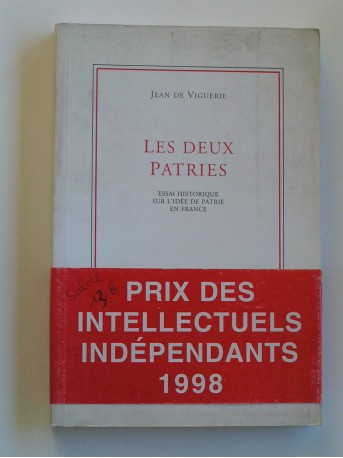 JEAN DE VIGUERIE
LES DEUX
PATRIES
ESSAI HISTORIQUE
SUR L'IDÉE DE PATRIE
EN FRANCE
PRIX DES
INTELLECTUELS
INDÉPENDANTS
1998